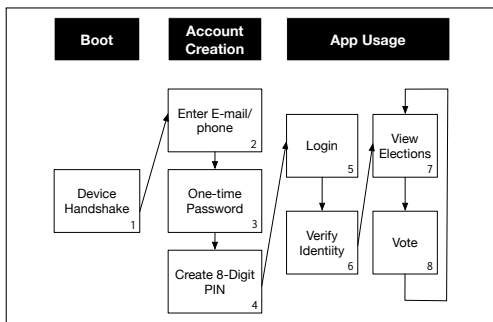 Boot
Account
Creation
App Usage
Device
Handshake
1
Enter E-mail/
phone
2
One-time
Password
3
Create 8-Digit
PIN
4
Login
5
Verify
Identiity
6
View
Elections
7
Vote
8